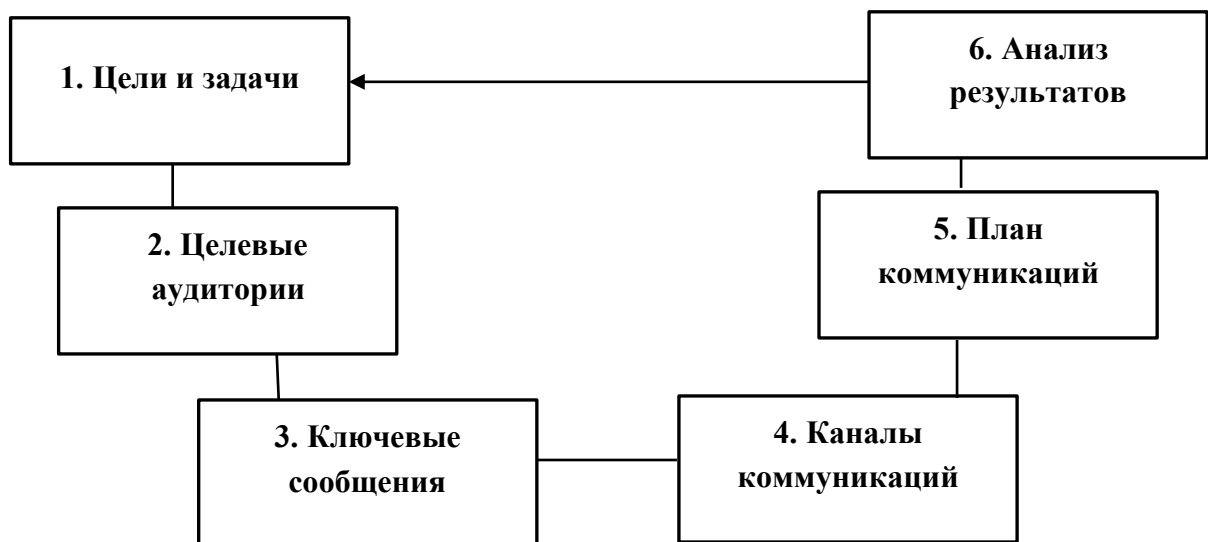 1. Цели и задачи
6. Анализ
результатов
2. Целевые
аудитории
5. План
коммуникаций
3. Ключевые
сообщения
4. Каналы
коммуникаций